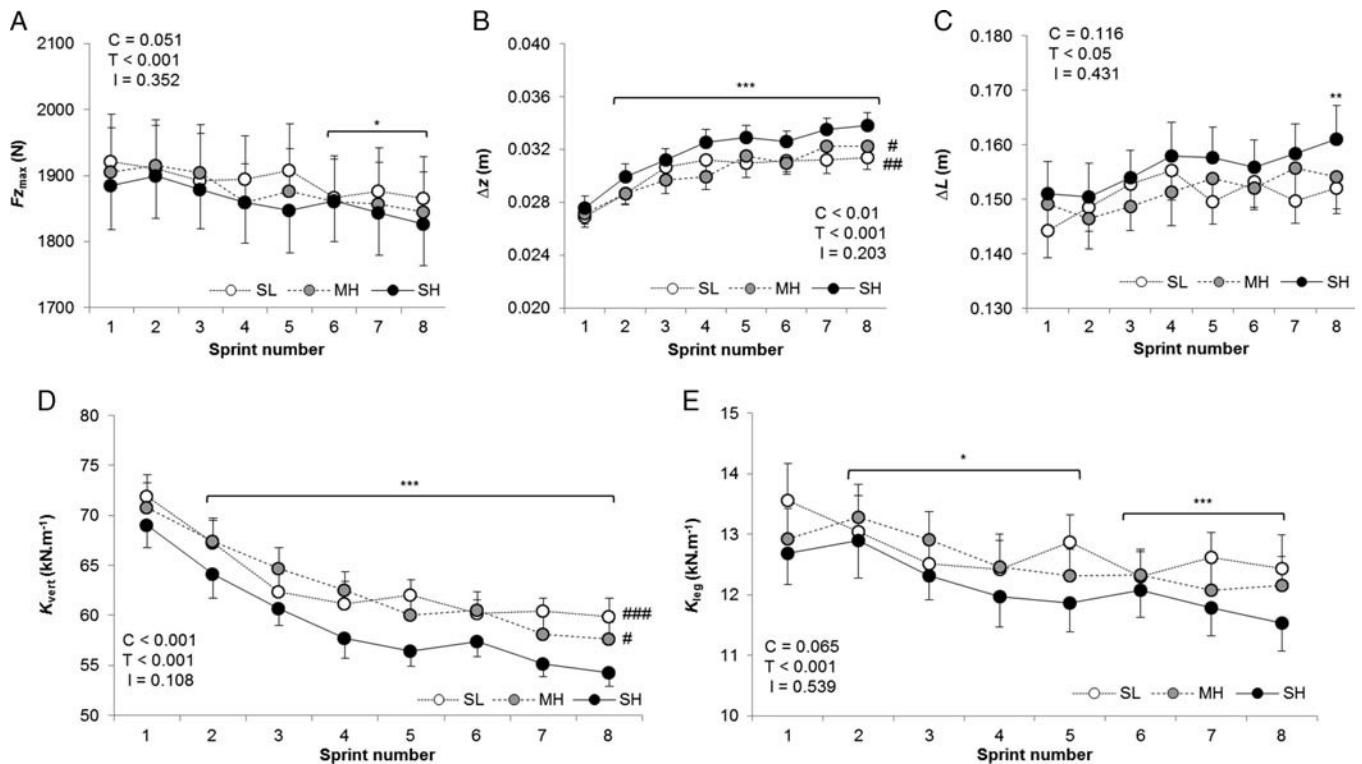 A
C = 0.051
T < 0.001
I = 0.352
2100
2000
1900
1800
1700
Fzmax (N)
*
SL MH SH
1 2 3 4 5 6 7 8
Sprint number
B
0.040
0.036
0.032
0.028
0.024
0.020
Δz (m)
***
#
##
C < 0.01
T < 0.001
I = 0.203
SL MH SH
1 2 3 4 5 6 7 8
Sprint number
C
0.180
0.170
0.160
0.150
0.140
0.130
ΔL (m)
C = 0.116
T < 0.05
I = 0.431
**
SL MH SH
1 2 3 4 5 6 7 8
Sprint number
D
80
75
70
65
60
55
50
Kvert (kN.m-1)
***
###
#
C < 0.001
T < 0.001
I = 0.108
SL MH SH
1 2 3 4 5 6 7 8
Sprint number
E
15
14
13
12
11
10
Kleg (kN.m-1)
*
***
C = 0.065
T < 0.001
I = 0.539
SL MH SH
1 2 3 4 5 6 7 8
Sprint number